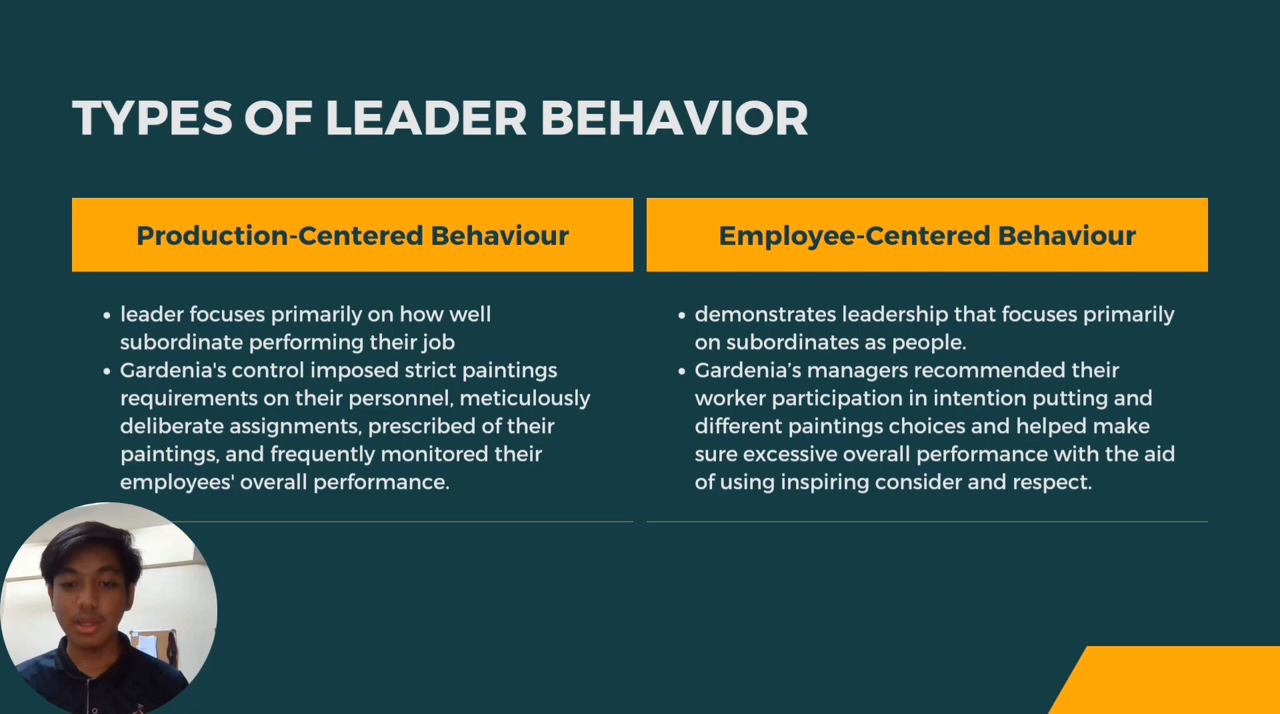 TYPES OF LEADER BEHAVIOR
Production-Centered Behaviour
leader focuses primarily on how well
subordinate performing their job
Gardenia's control imposed strict paintings
requirements on their personnel, meticulously
deliberate assignments, prescribed of their
paintings, and frequently monitored their
employees' overall performance.
Employee-Centered Behaviour
demonstrates leadership that focuses primarily
on subordinates as people.
Gardenia’s managers recommended their
worker participation in intention putting and
different paintings choices and helped make
sure excessive overall performance with the aid
of using inspiring consider and respect.